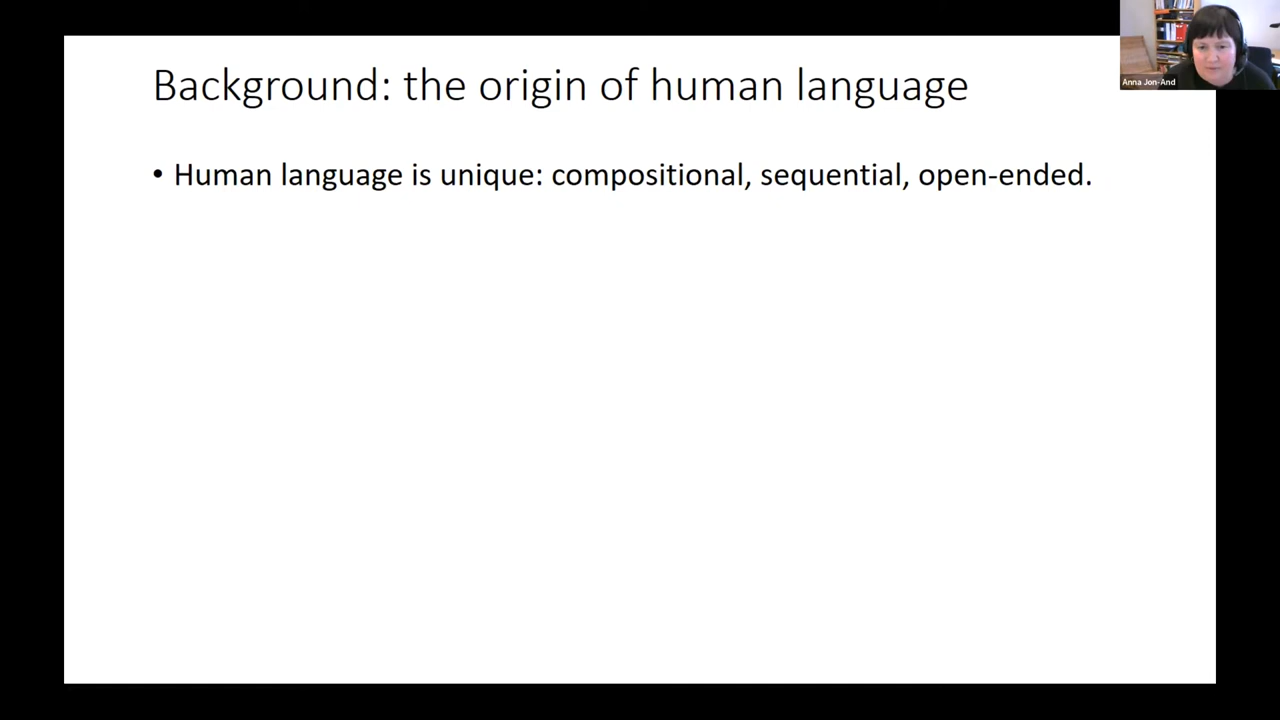 Background: the origin of human language
• Human language is unique: compositional, sequential, open-ended.
Anna Jon-And